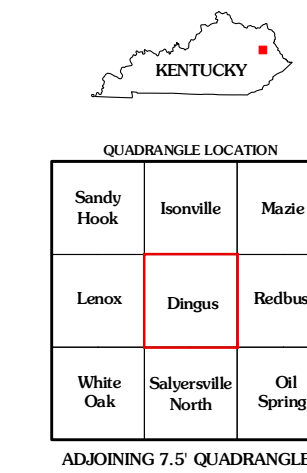 KENTUCKY
QUADRANGLE LOCATION
Sandy
Hook
Isonville
Mazie
Lenox
Dingus
Redbus
White
Oak
Salyersville
North
Oil
Spring
ADJOINING 7.5' QUADRANGLE